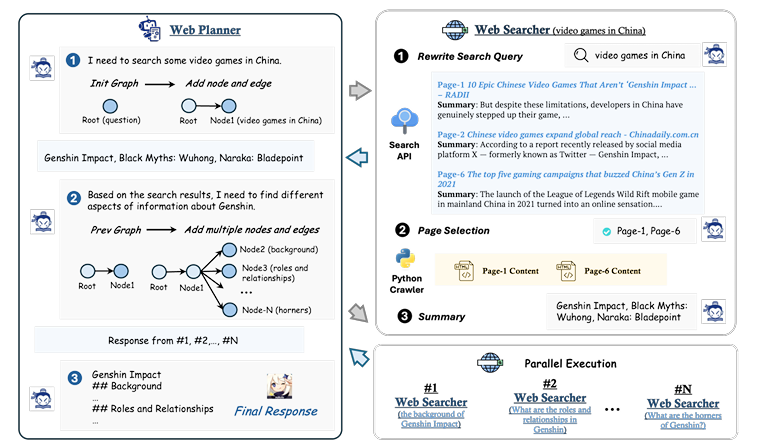 Web Planner
1
I need to search some video games in China.
Init Graph
Add node and edge
Root (question)
Root
Node1 (video games in China)
Genshin Impact, Black Myths: Wuhong, Naraka: Bladepoint
2
Based on the search results, I need to find different
aspects of information about Genshin.
Prev Graph
Add multiple nodes and edges
Root
Node1
Root
Node1
Node2 (background)
Node3 (roles and
relationships)
...
Node-N (horners)
Response from #1, #2,..., #N
3
Genshin Impact
## Background
...
## Roles and Relationships
...
Final Response
Web Searcher (video games in China)
1
Rewrite Search Query
video games in China
Search
API
Page-1 10 Epic Chinese Video Games That Aren't 'Genshin Impact ...
– RADII
Summary: But despite these limitations, developers in China have
genuinely stepped up their game, ...
Page-2 Chinese video games expand global reach - Chinadaily.com.cn
Summary: According to a report recently released by social media
platform X — formerly known as Twitter — Genshin Impact, ...
Page-6 The top five gaming campaigns that buzzed China's Gen Z in
2021
Summary: The launch of the League of Legends Wild Rift mobile game
in mainland China in 2021 turned into an online sensation....
2
Page Selection
Page-1, Page-6
Python
Crawler
HTML
Page-1 Content
HTML
Page-6 Content
3
Summary
Genshin Impact, Black Myths:
Wuhong, Naraka: Bladepoint
Parallel Execution
#1
Web Searcher
(the background of
Genshin Impact)
#2
Web Searcher
(What are the roles and
relationships in
Genshin)
...
#N
Web Searcher
(What are the horners
of Genshin?)